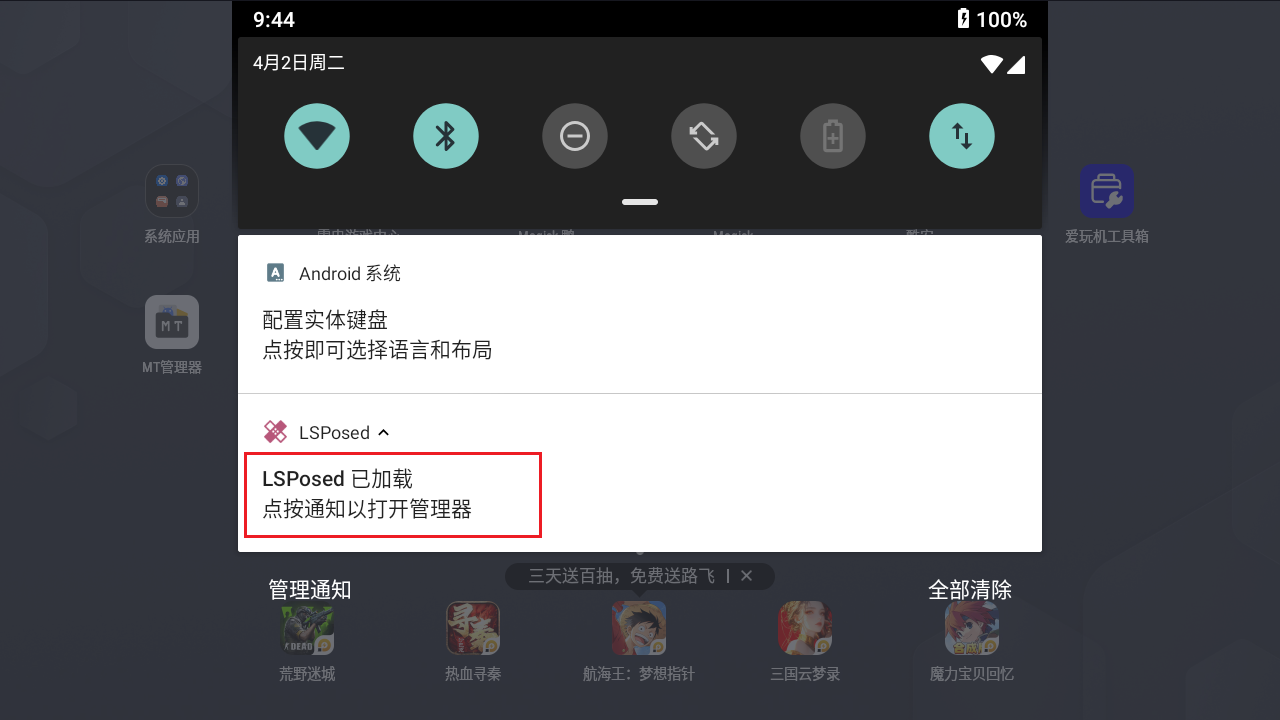 9:44
100%
4月2日周二
系统应用
Magisk
爱玩机工具箱
A
Android 系统
配置实体键盘
点按即可选择语言和布局
MT
MT管理器
LSPosed
LSPosed 已加载
点按通知以打开管理器
三天送百抽，免费送路飞
管理通知
全部清除
DEAD
寻秦
荒野迷城
热血寻秦
航海王：梦想指针
三国云梦录
魔力宝贝回忆